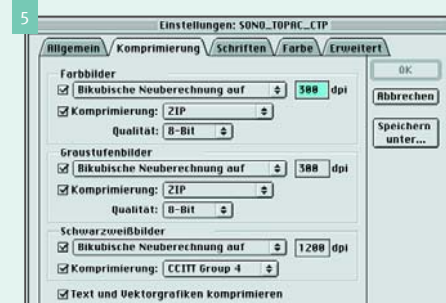 5
Einstellungen: SONO_TOPAC_CTP
Allgemein Komprimierung Schriften Farbe Erweitert
Farbbilder
Bikubische Neuberechnung auf 300 dpi
Komprimierung: ZIP
Qualität: 8-Bit
Graustufenbilder
Bikubische Neuberechnung auf 300 dpi
Komprimierung: ZIP
Qualität: 8-Bit
Schwarzweißbilder
Bikubische Neuberechnung auf 1200 dpi
Komprimierung: CCITT Group 4
Text und Vektorgrafiken komprimieren
OK
Abbrechen
Speichern
unter...